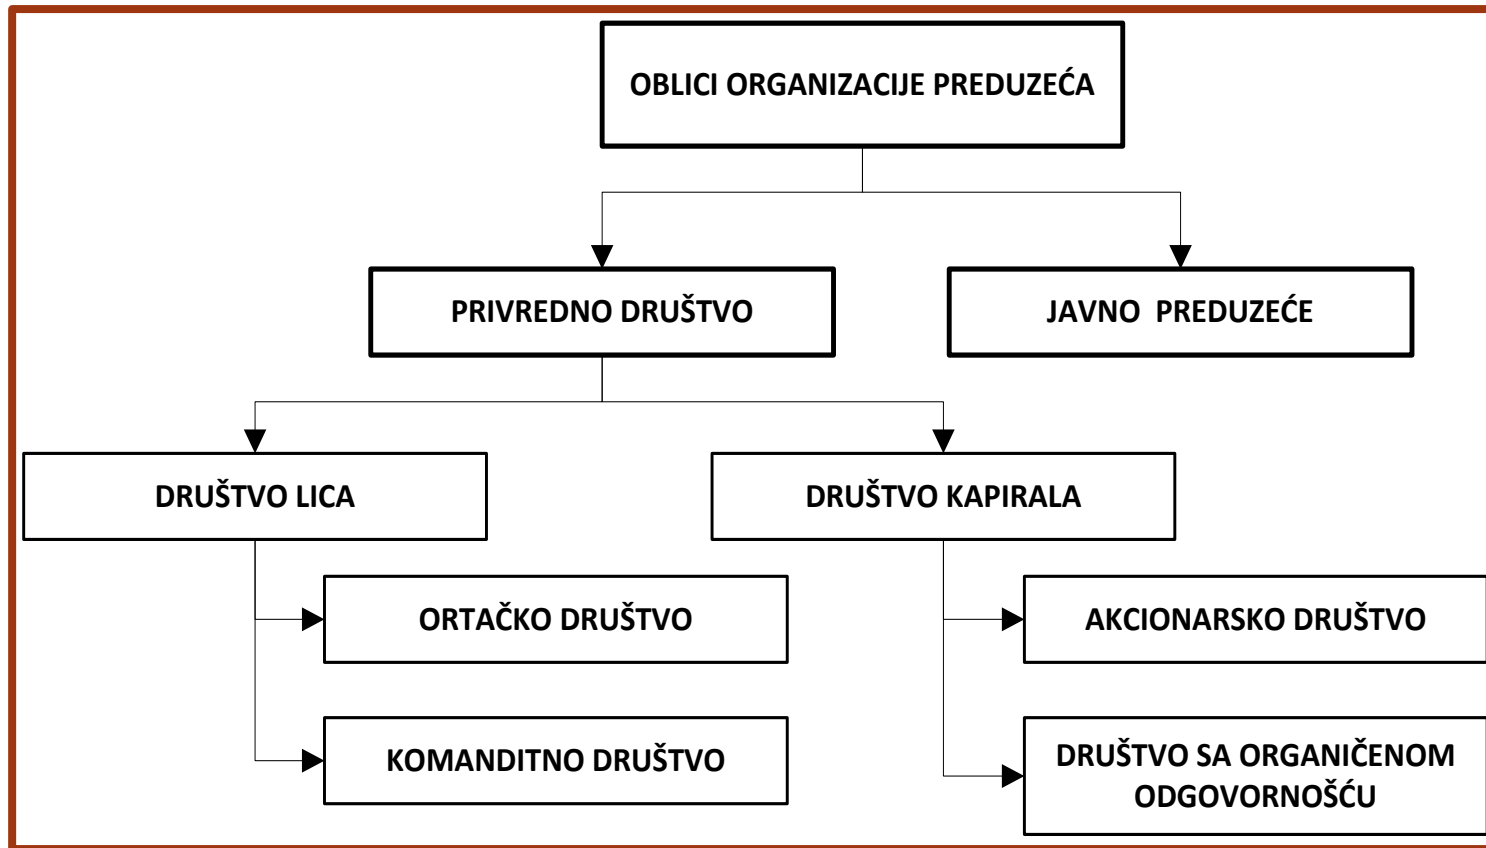 OBLICI ORGANIZACIJE PREDUZEĆA
PRIVREDNO DRUŠTVO
JAVNO PREDUZEĆE
DRUŠTVO LICA
DRUŠTVO KAPIRALA
ORTAČKO DRUŠTVO
AKCIONARSKO DRUŠTVO
KOMANDITNO DRUŠTVO
DRUŠTVO SA ORGANIČENOM
ODGOVORNOŠĆU